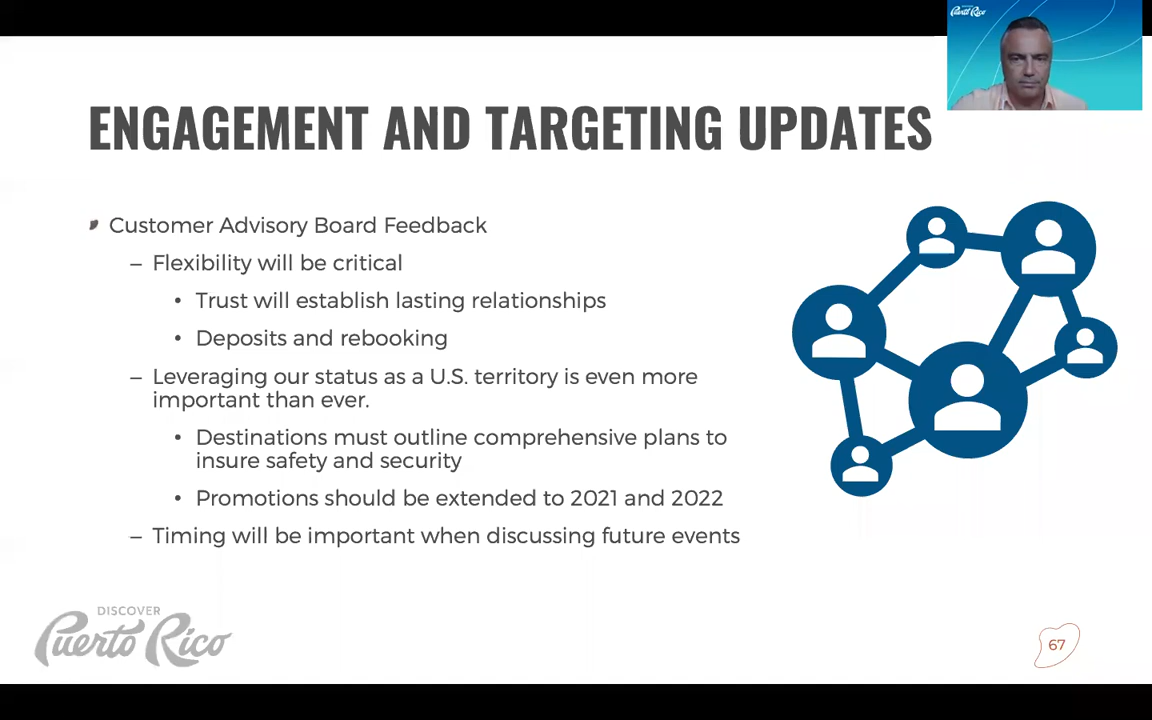 Puerto Rico
ENGAGEMENT AND TARGETING UPDATES
Customer Advisory Board Feedback
– Flexibility will be critical
• Trust will establish lasting relationships
• Deposits and rebooking
– Leveraging our status as a U.S. territory is even more
important than ever.
• Destinations must outline comprehensive plans to
insure safety and security
• Promotions should be extended to 2021 and 2022
– Timing will be important when discussing future events
DISCOVER
Puerto Rico
67